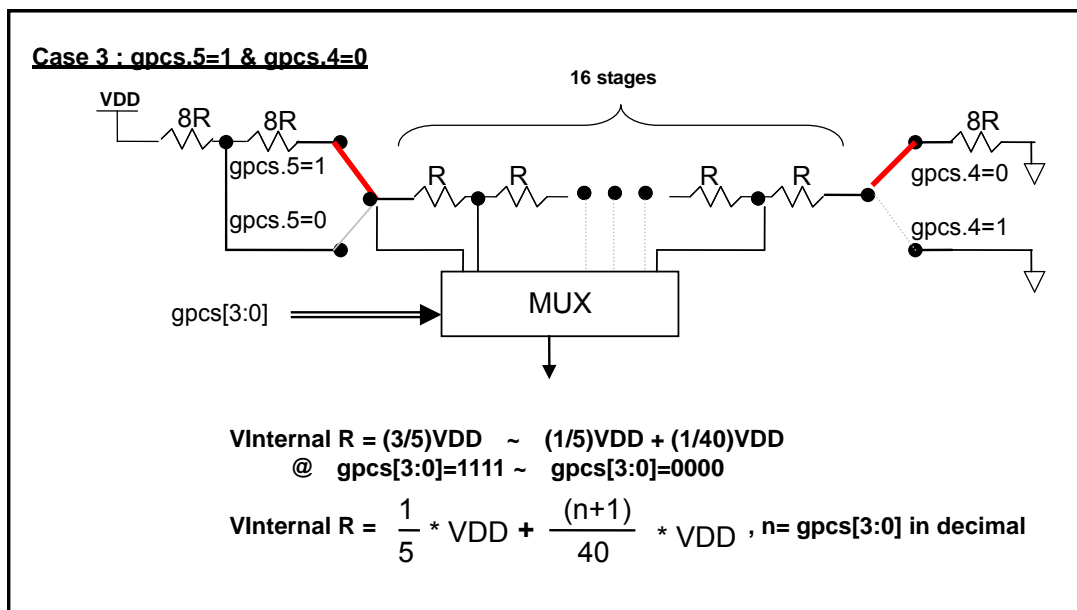 Case 3 : gpcs.5=1 & gpcs.4=0
16 stages
VDD
8R
8R
8R
gpcs.5=1
R
R
R
R
gpcs.4=0
gpcs.5=0
gpcs.4=1
MUX
gpcs[3:0]
VInternal R = (3/5)VDD ~ (1/5)VDD + (1/40)VDD
@ gpcs[3:0]=1111 ~ gpcs[3:0]=0000
VInternal R = 1/5 * VDD + (n+1)/40 * VDD , n= gpcs[3:0] in decimal